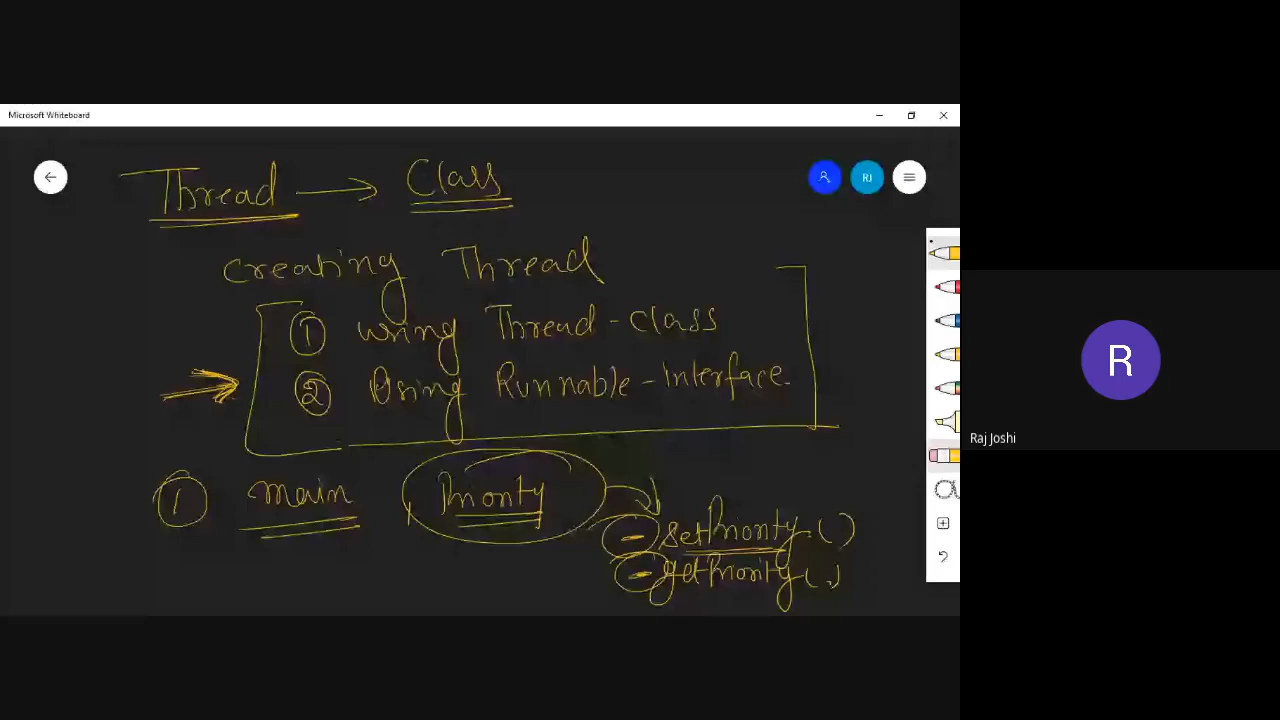 Microsoft Whiteboard
Thread → Class
RJ
creating Thread
① using Thread-class
② Using Runnable-interface
① main Priority
- setPriority()
- getPriority()
R
Raj Joshi